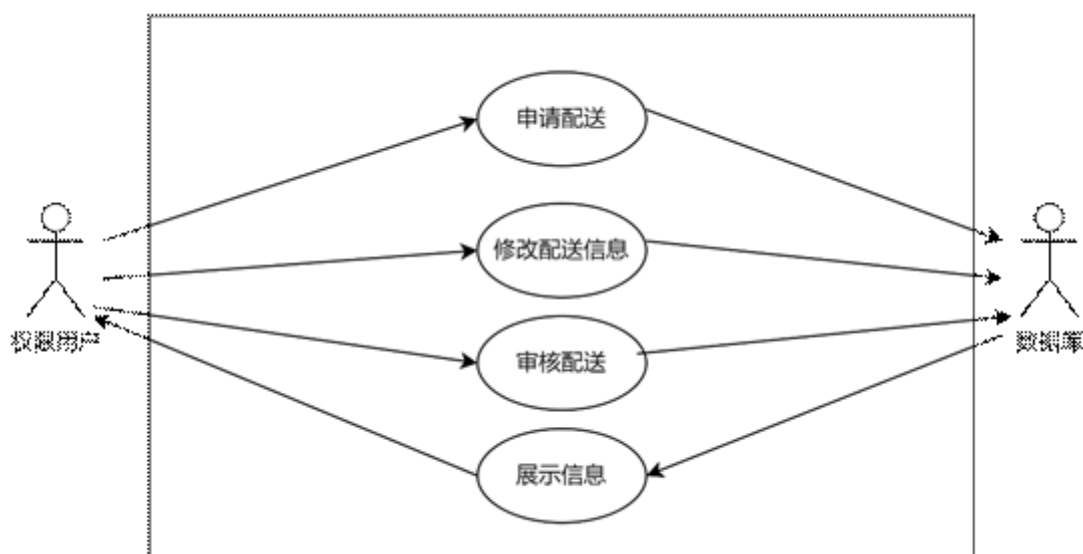 申请配送
修改配送信息
权限用户
数据库
审核配送
展示信息